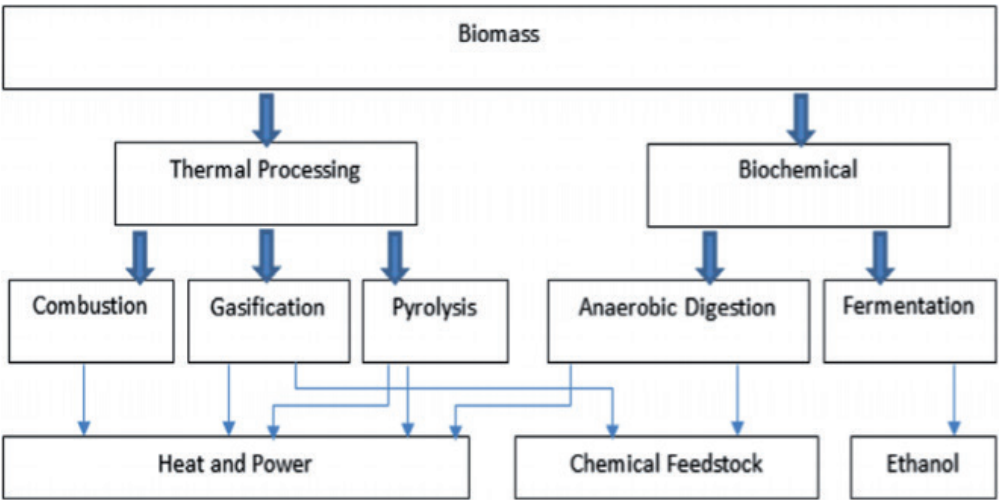 Biomass
Thermal Processing
Biochemical
Combustion
Gasification
Pyrolysis
Anaerobic Digestion
Fermentation
Heat and Power
Chemical Feedstock
Ethanol